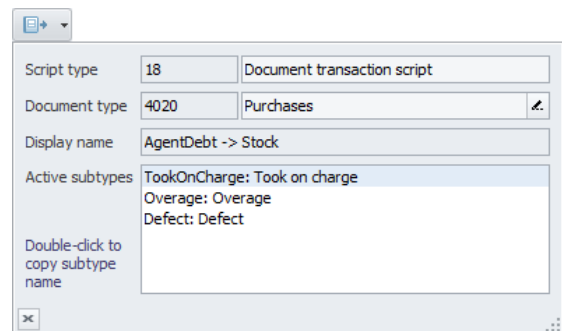 Script type 18 Document transaction script
Document type 4020 Purchases
Display name AgentDebt -> Stock
Active subtypes TookOnCharge: Took on charge
Overage: Overage
Defect: Defect
Double-click to
copy subtype
name